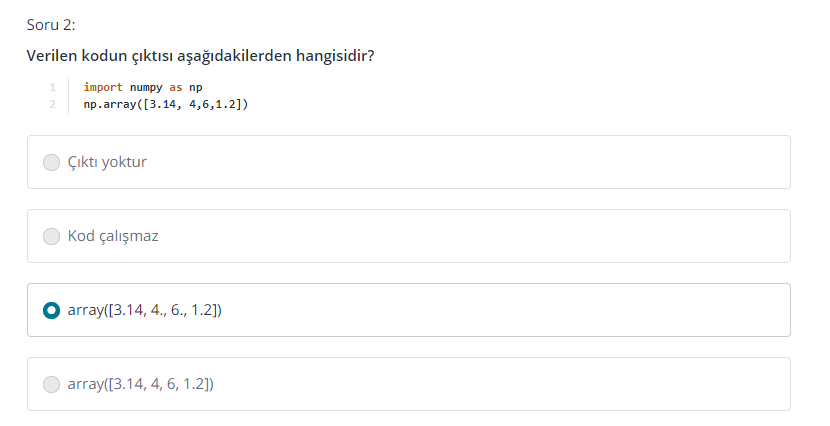 Soru 2:
Verilen kodun çıktısı aşağıdakilerden hangisidir?
1 import numpy as np
2 np.array([3.14, 4,6,1.2])
Çıktı yoktur
Kod çalışmaz
array([3.14, 4., 6., 1.2])
array([3.14, 4, 6, 1.2])